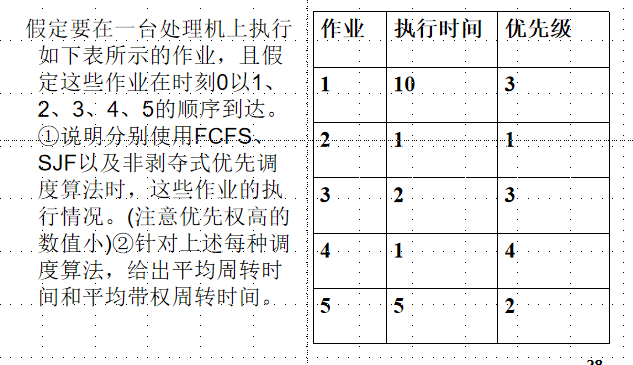 假定要在一台处理机上执行
如下表所示的作业，且假
定这些作业在时刻0以1、
2、3、4、5的顺序到达。
①说明分别使用FCFS、
SJF以及非剥夺式优先调
度算法时，这些作业的执
行情况。(注意优先权高的
数值小)②针对上述每种调
度算法，给出平均周转时
间和平均带权周转时间。
作业 执行时间 优先级
1 10 3
2 1 1
3 2 3
4 1 4
5 5 2